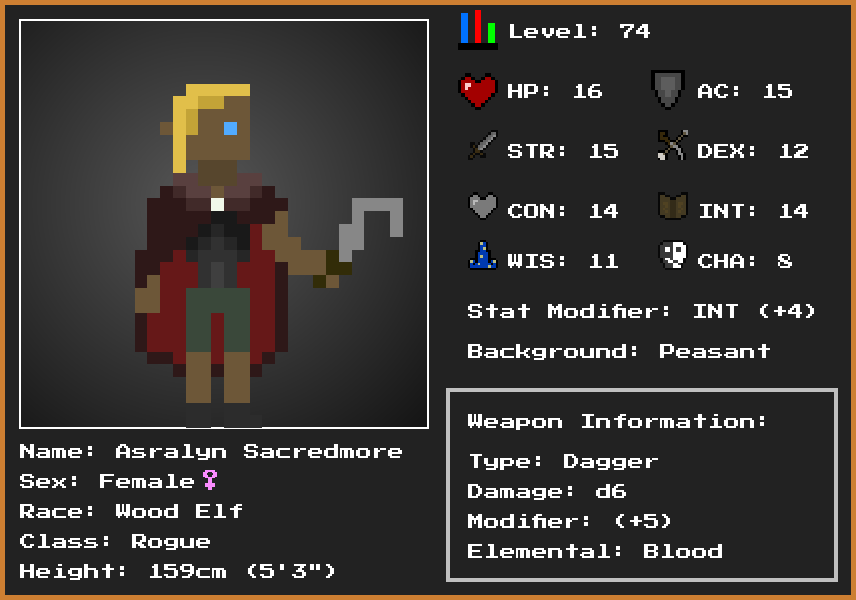 Level: 74
HP: 16 AC: 15
STR: 15 DEX: 12
CON: 14 INT: 14
WIS: 11 CHA: 8
Stat Modifier: INT (+4)
Background: Peasant
Weapon Information:
Type: Dagger
Damage: d6
Modifier: (+5)
Elemental: Blood
Name: Asralyn Sacredmore
Sex: Female♀
Race: Wood Elf
Class: Rogue
Height: 159cm (5'3")